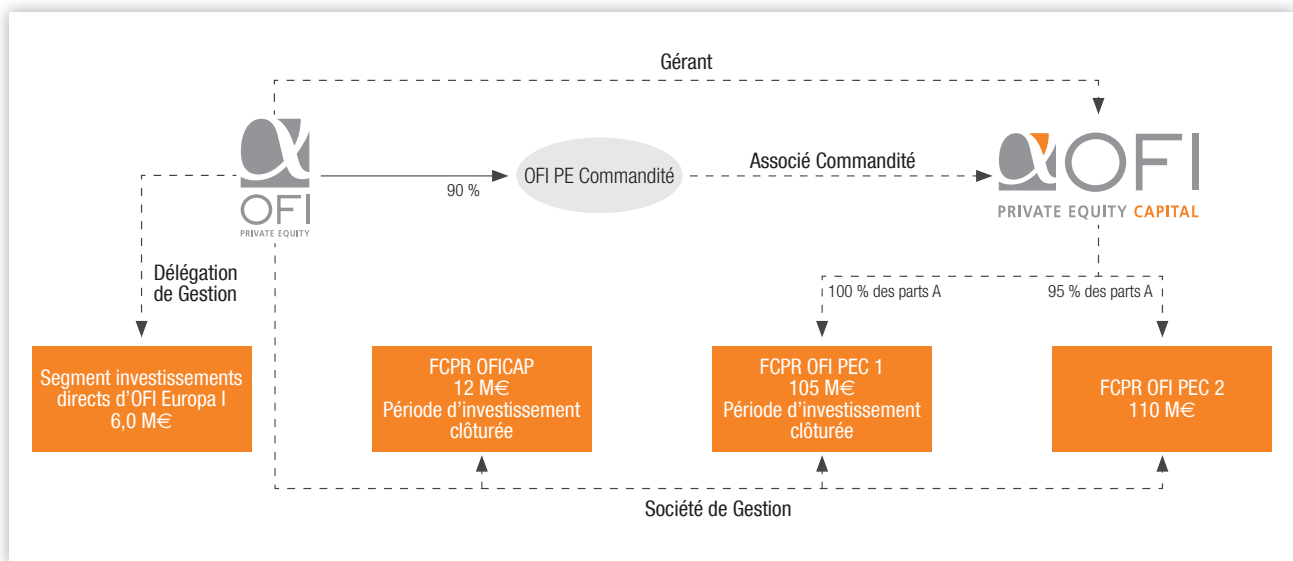 Gérant
OFI
PRIVATE EQUITY
90 %
OFI PE Commandité
Associé Commandité
OFI
PRIVATE EQUITY CAPITAL
Délégation
de Gestion
100 % des parts A
95 % des parts A
Segment investissements
directs d'OFI Europa I
6,0 M€
FCPR OFICAP
12 M€
Période d'investissement
clôturée
FCPR OFI PEC 1
105 M€
Période d'investissement
clôturée
FCPR OFI PEC 2
110 M€
Société de Gestion